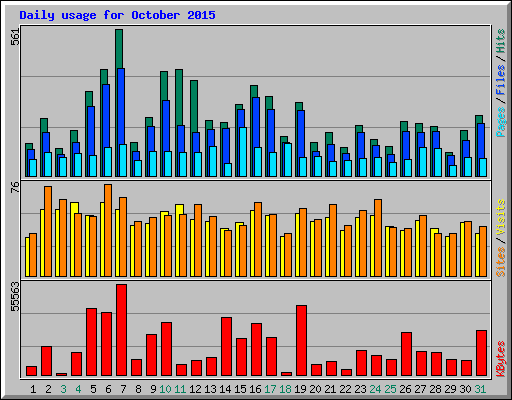 Daily usage for October 2015
561
Pages / Files / Hits
76
Sites / Visits
55563
KBytes
1 2 3 4 5 6 7 8 9 10 11 12 13 14 15 16 17 18 19 20 21 22 23 24 25 26 27 28 29 30 31